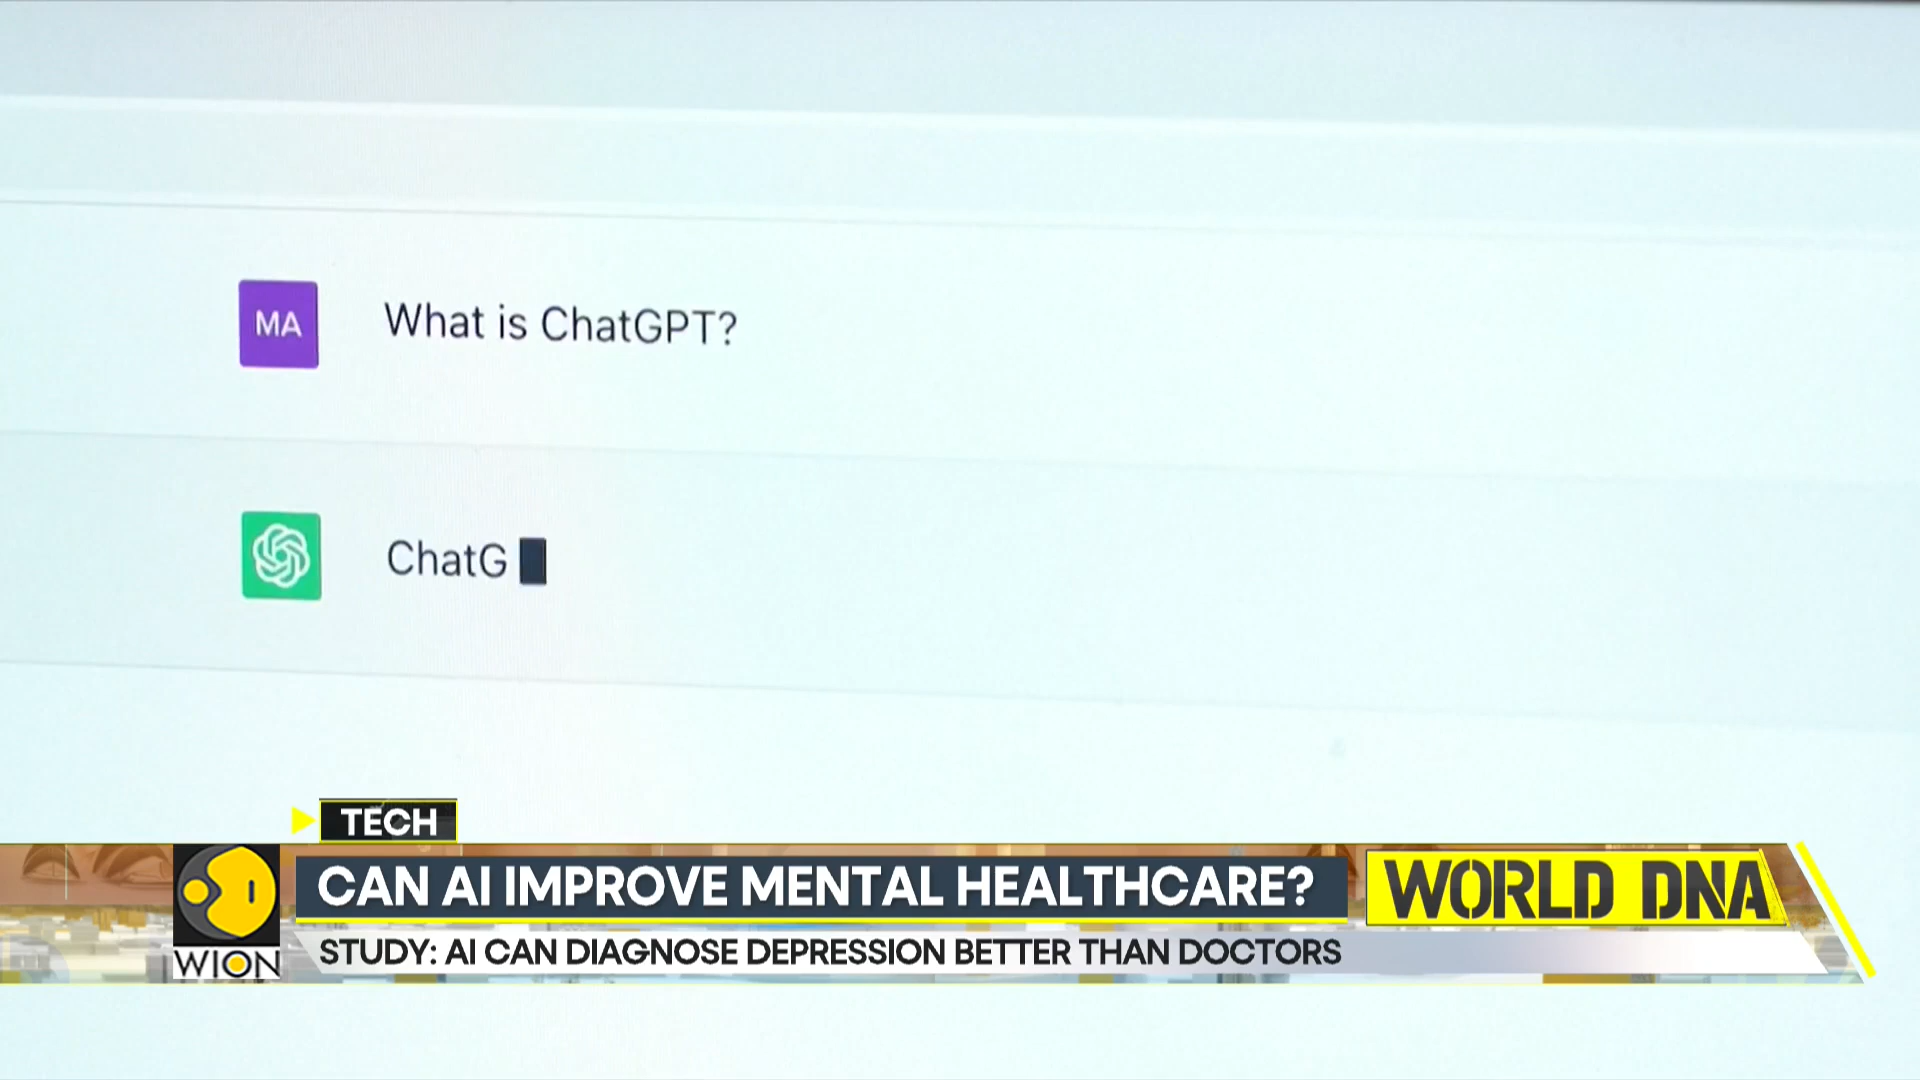 MA What is ChatGPT?
ChatG
TECH
CAN AI IMPROVE MENTAL HEALTHCARE?
WORLD DNA
STUDY: AI CAN DIAGNOSE DEPRESSION BETTER THAN DOCTORS
WION